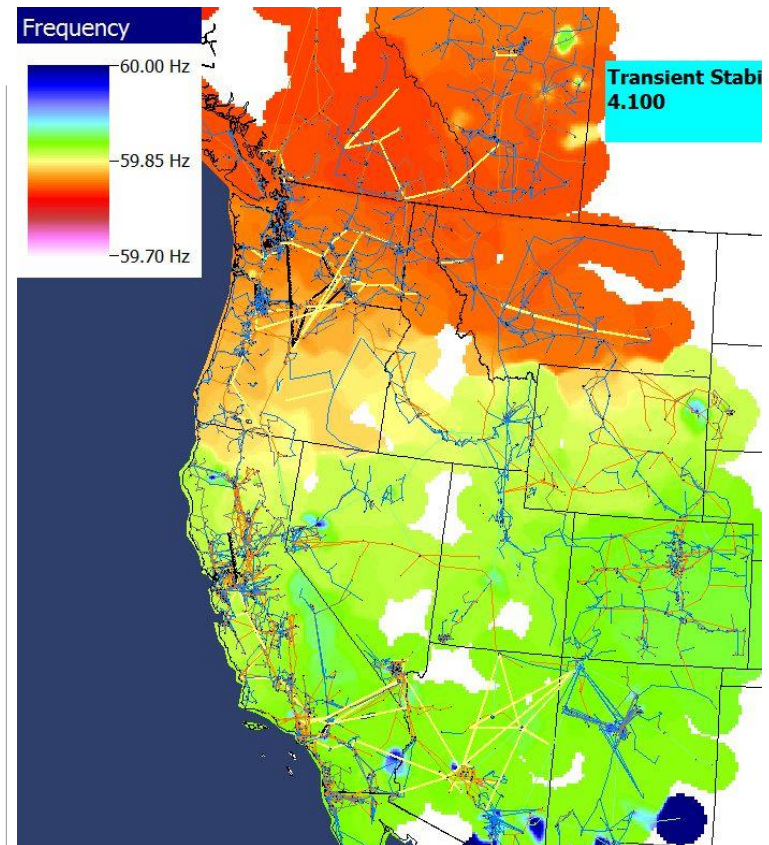 Frequency
60.00 Hz
59.85 Hz
59.70 Hz
Transient Stabi
4.100